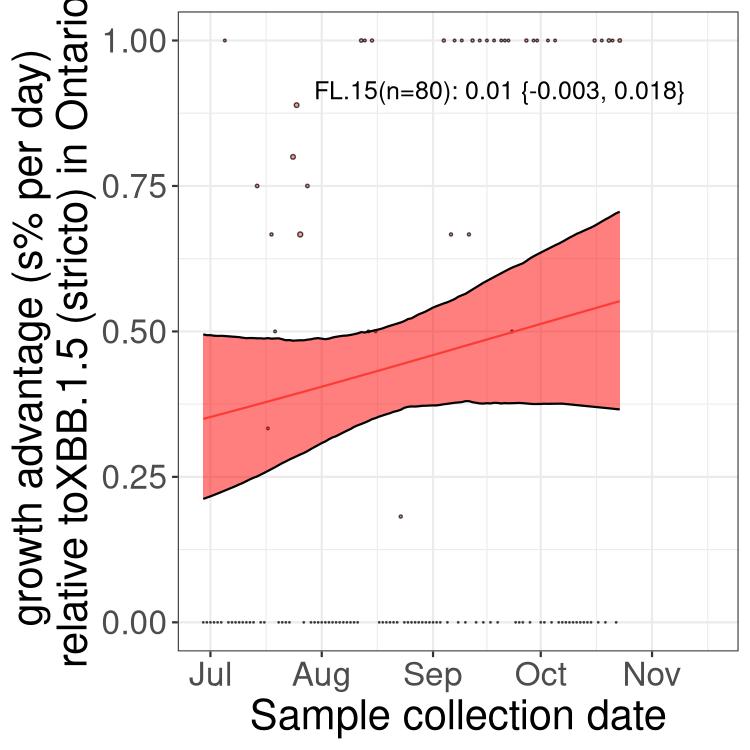 growth advantage (s% per day)
relative toXBB.1.5 (stricto) in Ontario
1.00
0.75
0.50
0.25
0.00
FL.15(n=80): 0.01 {-0.003, 0.018}
Jul Aug Sep Oct Nov
Sample collection date